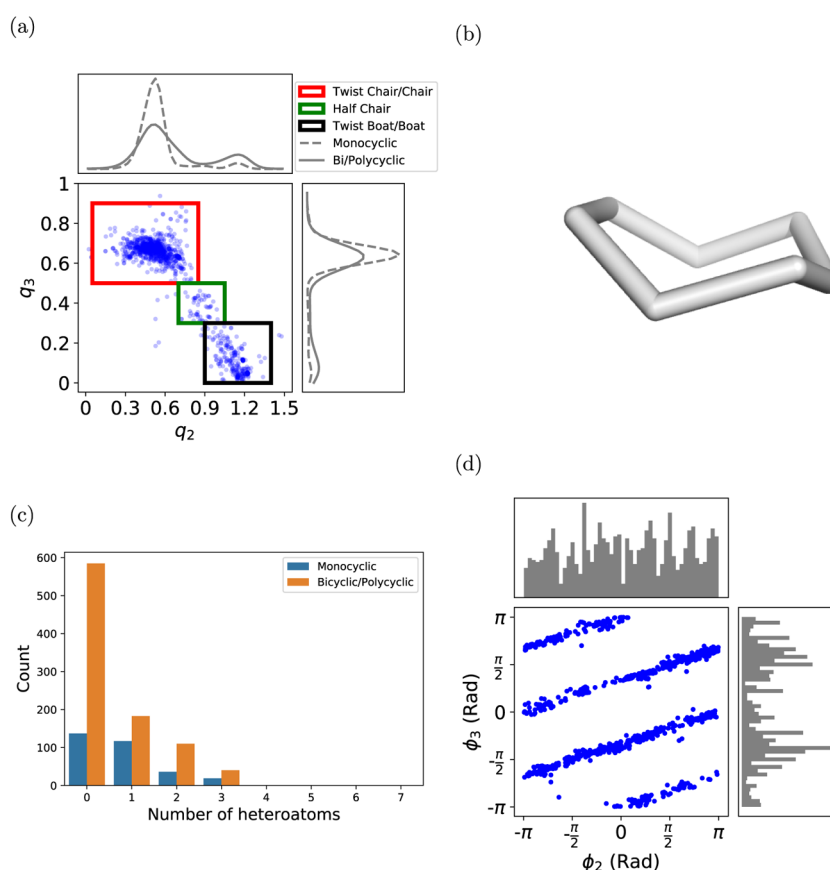 (a)
Twist Chair/Chair
Half Chair
Twist Boat/Boat
Monocyclic
Bi/Polycyclic
1
0.8
0.6
0.4
0.2
0
q3
0 0.3 0.6 0.9 1.2 1.5
q2
(b)
(c)
Monocyclic
Bicyclic/Polycyclic
600
500
400
300
200
100
0
Count
0 1 2 3 4 5 6 7
Number of heteroatoms
(d)
π
π/2
0
-π/2
-π
ϕ3 (Rad)
-π -π/2 0 π/2 π
ϕ2 (Rad)